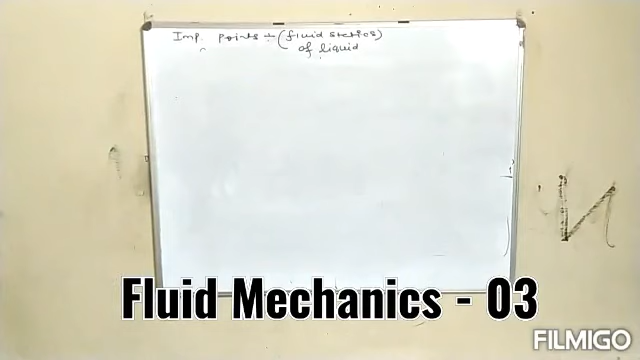 Imp. points :- (fluid statics)
of liquid
Fluid Mechanics - 03
FILMIGO